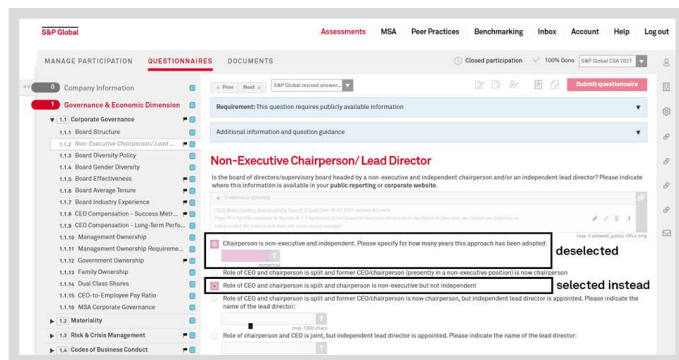 S&P Global
Assessments MSA Peer Practices Benchmarking Inbox Account Help Log out
MANAGE PARTICIPATION QUESTIONNAIRES DOCUMENTS
Closed participation 100% Done S&P Global CSA 2021
0 Company Information
1 Governance & Economic Dimension
1.1 Corporate Governance
1.1.1 Board Structure
1.1.2 Non-Executive Chairperson/ Lead ...
1.1.3 Board Diversity Policy
1.1.4 Board Gender Diversity
1.1.5 Board Effectiveness
1.1.6 Board Average Tenure
1.1.7 Board Industry Experience
1.1.8 CEO Compensation - Success Metr...
1.1.9 CEO Compensation - Long-Term Perfo...
1.1.10 Management Ownership
1.1.11 Management Ownership Requireme...
1.1.12 Government Ownership
1.1.13 Family Ownership
1.1.14 Dual Class Shares
1.1.15 CEO-to-Employee Pay Ratio
1.1.16 MSA Corporate Governance
1.2 Materiality
1.3 Risk & Crisis Management
1.4 Codes of Business Conduct
Prev Next S&P Global revised answer...
Submit questionnaire
Requirement: This question requires publicly available information
Additional information and question guidance
Non-Executive Chairperson/ Lead Director
Is the board of directors/supervisory board headed by a non-executive and independent chairperson and/or an independent lead director? Please indicate
where this information is available in your public reporting or corporate website.
max. 5 allowed, public URLs only
Chairperson is non-executive and independent. Please specify for how many years this approach has been adopted:
deselected
Role of CEO and chairperson is split and former CEO/chairperson (presently in a non-executive position) is now chairperson
Role of CEO and chairperson is split and chairperson is non-executive but not independent
selected instead
Role of CEO and chairperson is split and former CEO/chairperson is now chairperson, but independent lead director is appointed. Please indicate the
name of the lead director:
max. 1000 chars
Role of chairperson and CEO is joint, but independent lead director is appointed. Please indicate the name of the lead director: